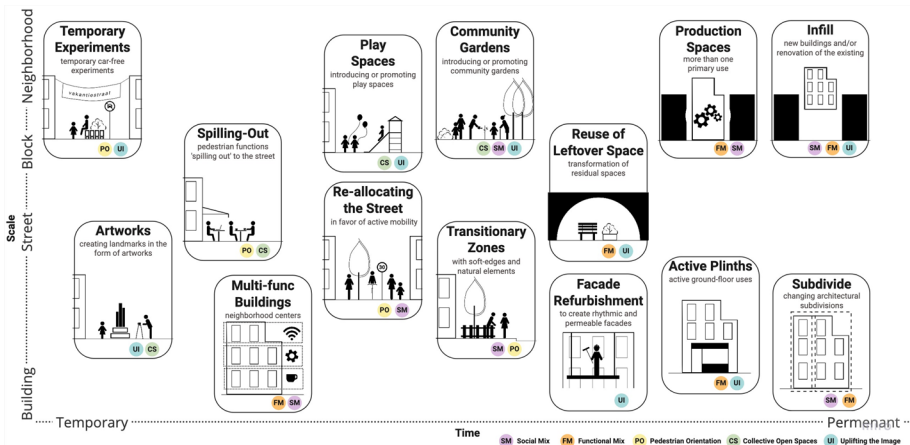 Temporary
Experiments
temporary car-free
experiments
vakantiestraat
PO UI
Spilling-Out
pedestrian functions
'spilling out' to the street
PO CS
Artworks
creating landmarks in the
form of artworks
UI CS
Multi-func
Buildings
neighborhood centers
FM SM
Play
Spaces
introducing or promoting
play spaces
CS UI
Re-allocating
the Street
in favor of active mobility
30
PO SM
Community
Gardens
introducing or promoting
community gardens
CS SM UI
Transitionary
Zones
with soft-edges and
natural elements
SM PO
Reuse of
Leftover Space
transformation of
residual spaces
FM UI
Facade
Refurbishment
to create rhythmic and
permeable facades
UI
Production
Spaces
more than one
primary use
FM SM
Active Plinths
active ground-floor uses
FM UI
Infill
new buildings and/or
renovation of the existing
SM FM UI
Subdivide
changing architectural
subdivisions
SM FM
Scale
Neighborhood
Block
Street
Building
Temporary
Time
Permanant
SM Social Mix FM Functional Mix PO Pedestrian Orientation CS Collective Open Spaces UI Uplifting the Image